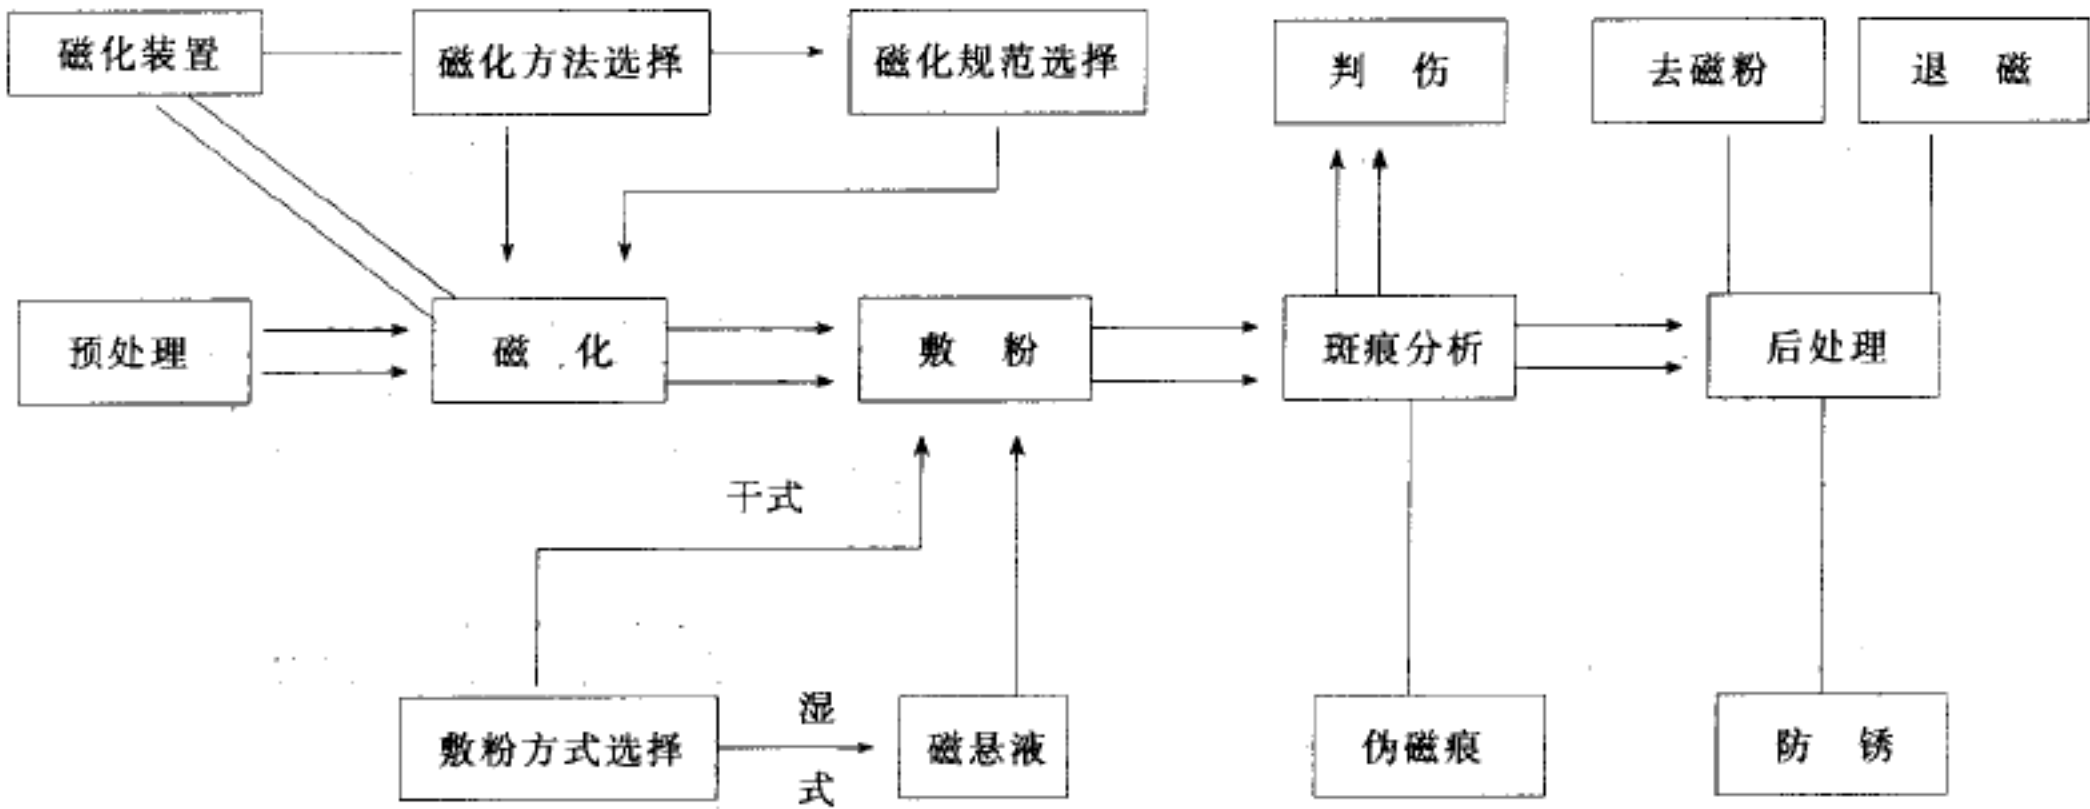 磁化装置
磁化方法选择
磁化规范选择
判 伤
去磁粉
退 磁
预处理
磁 化
敷 粉
斑痕分析
后处理
干式
敷粉方式选择
湿
式
磁悬液
伪磁痕
防 锈